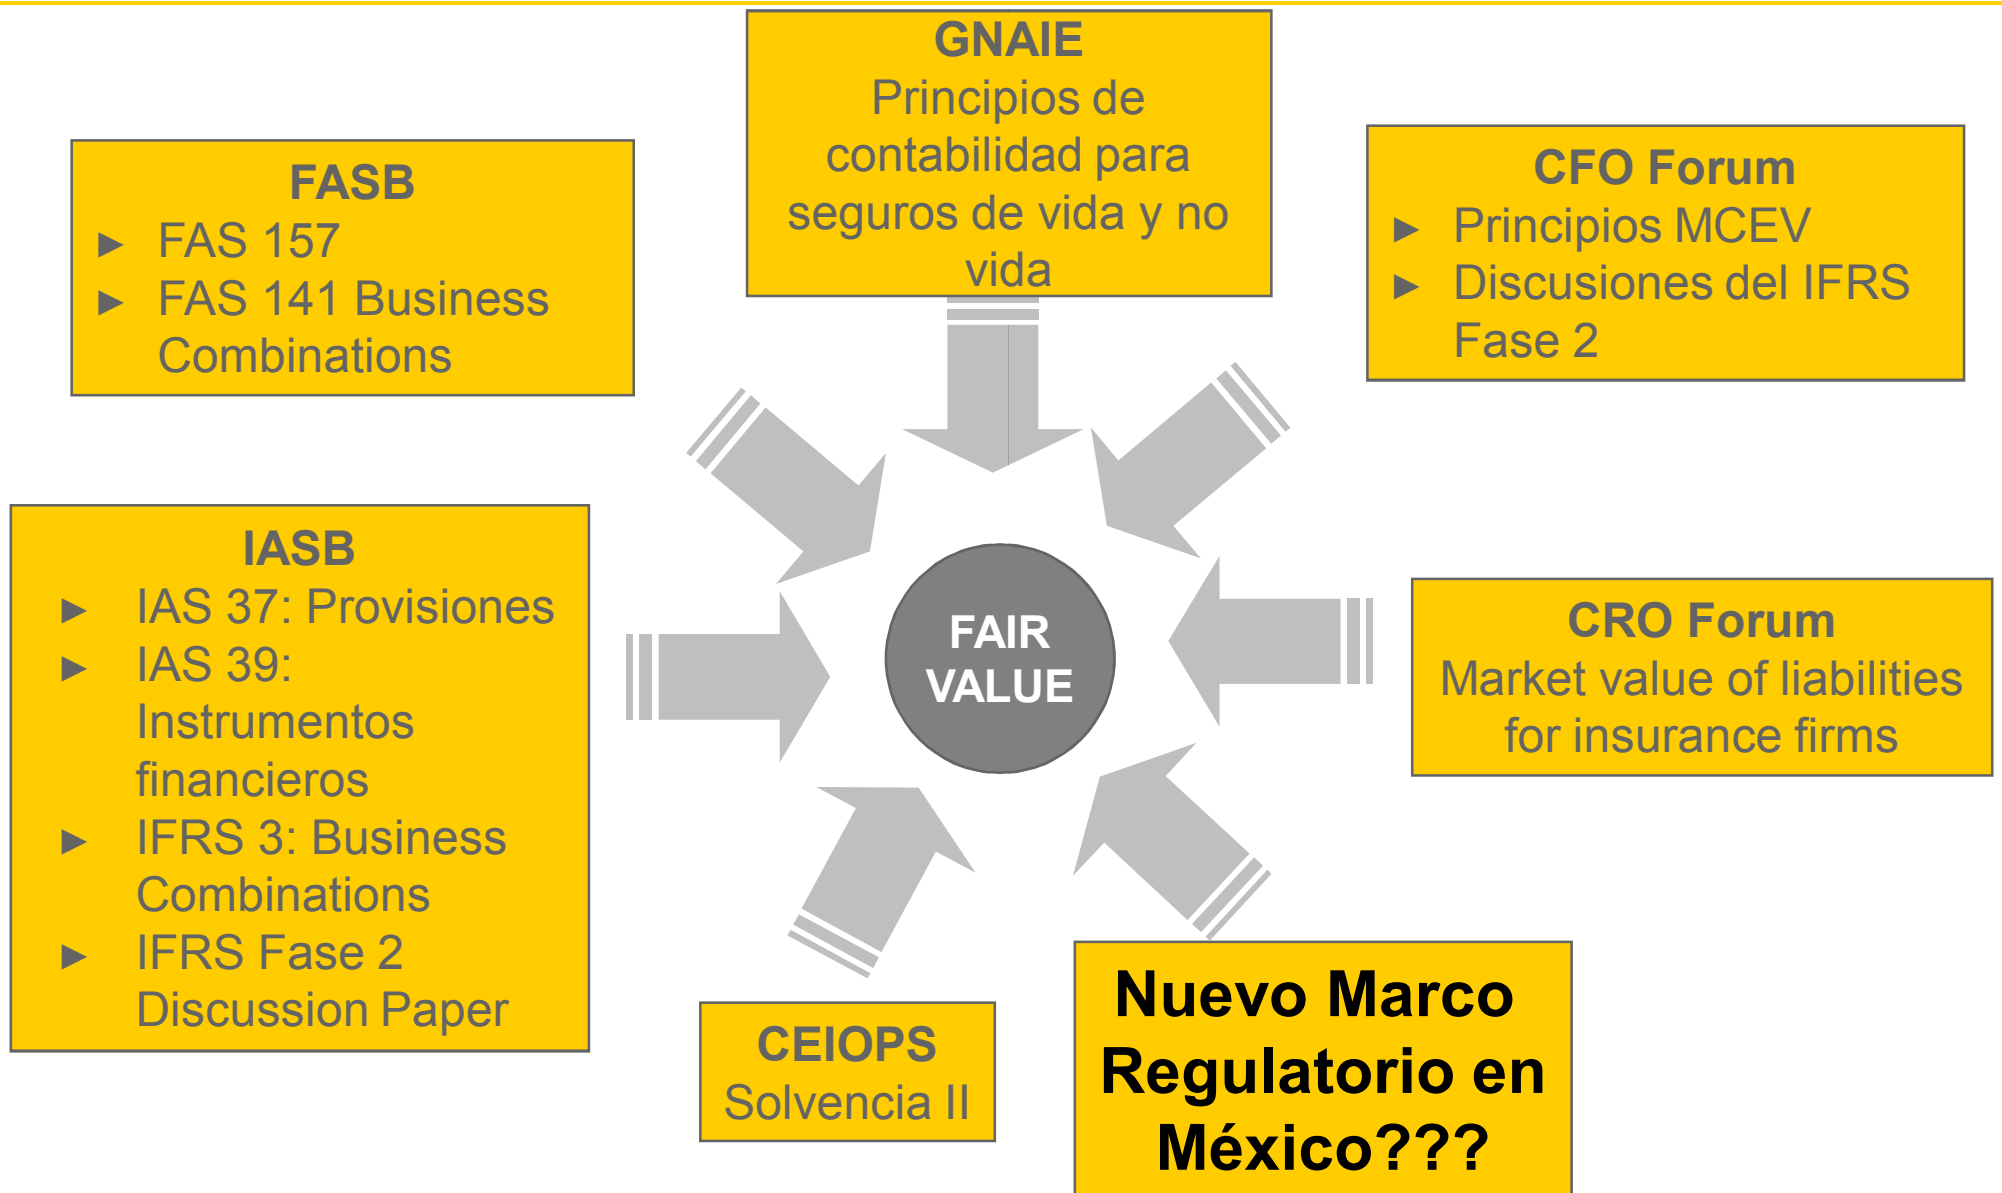 GNAIE
Principios de
contabilidad para
seguros de vida y no
vida
FASB
► FAS 157
► FAS 141 Business
Combinations
CFO Forum
► Principios MCEV
► Discusiones del IFRS
Fase 2
IASB
► IAS 37: Provisiones
► IAS 39:
Instrumentos
financieros
► IFRS 3: Business
Combinations
► IFRS Fase 2
Discussion Paper
FAIR
VALUE
CRO Forum
Market value of liabilities
for insurance firms
CEIOPS
Solvencia II
Nuevo Marco
Regulatorio en
México???